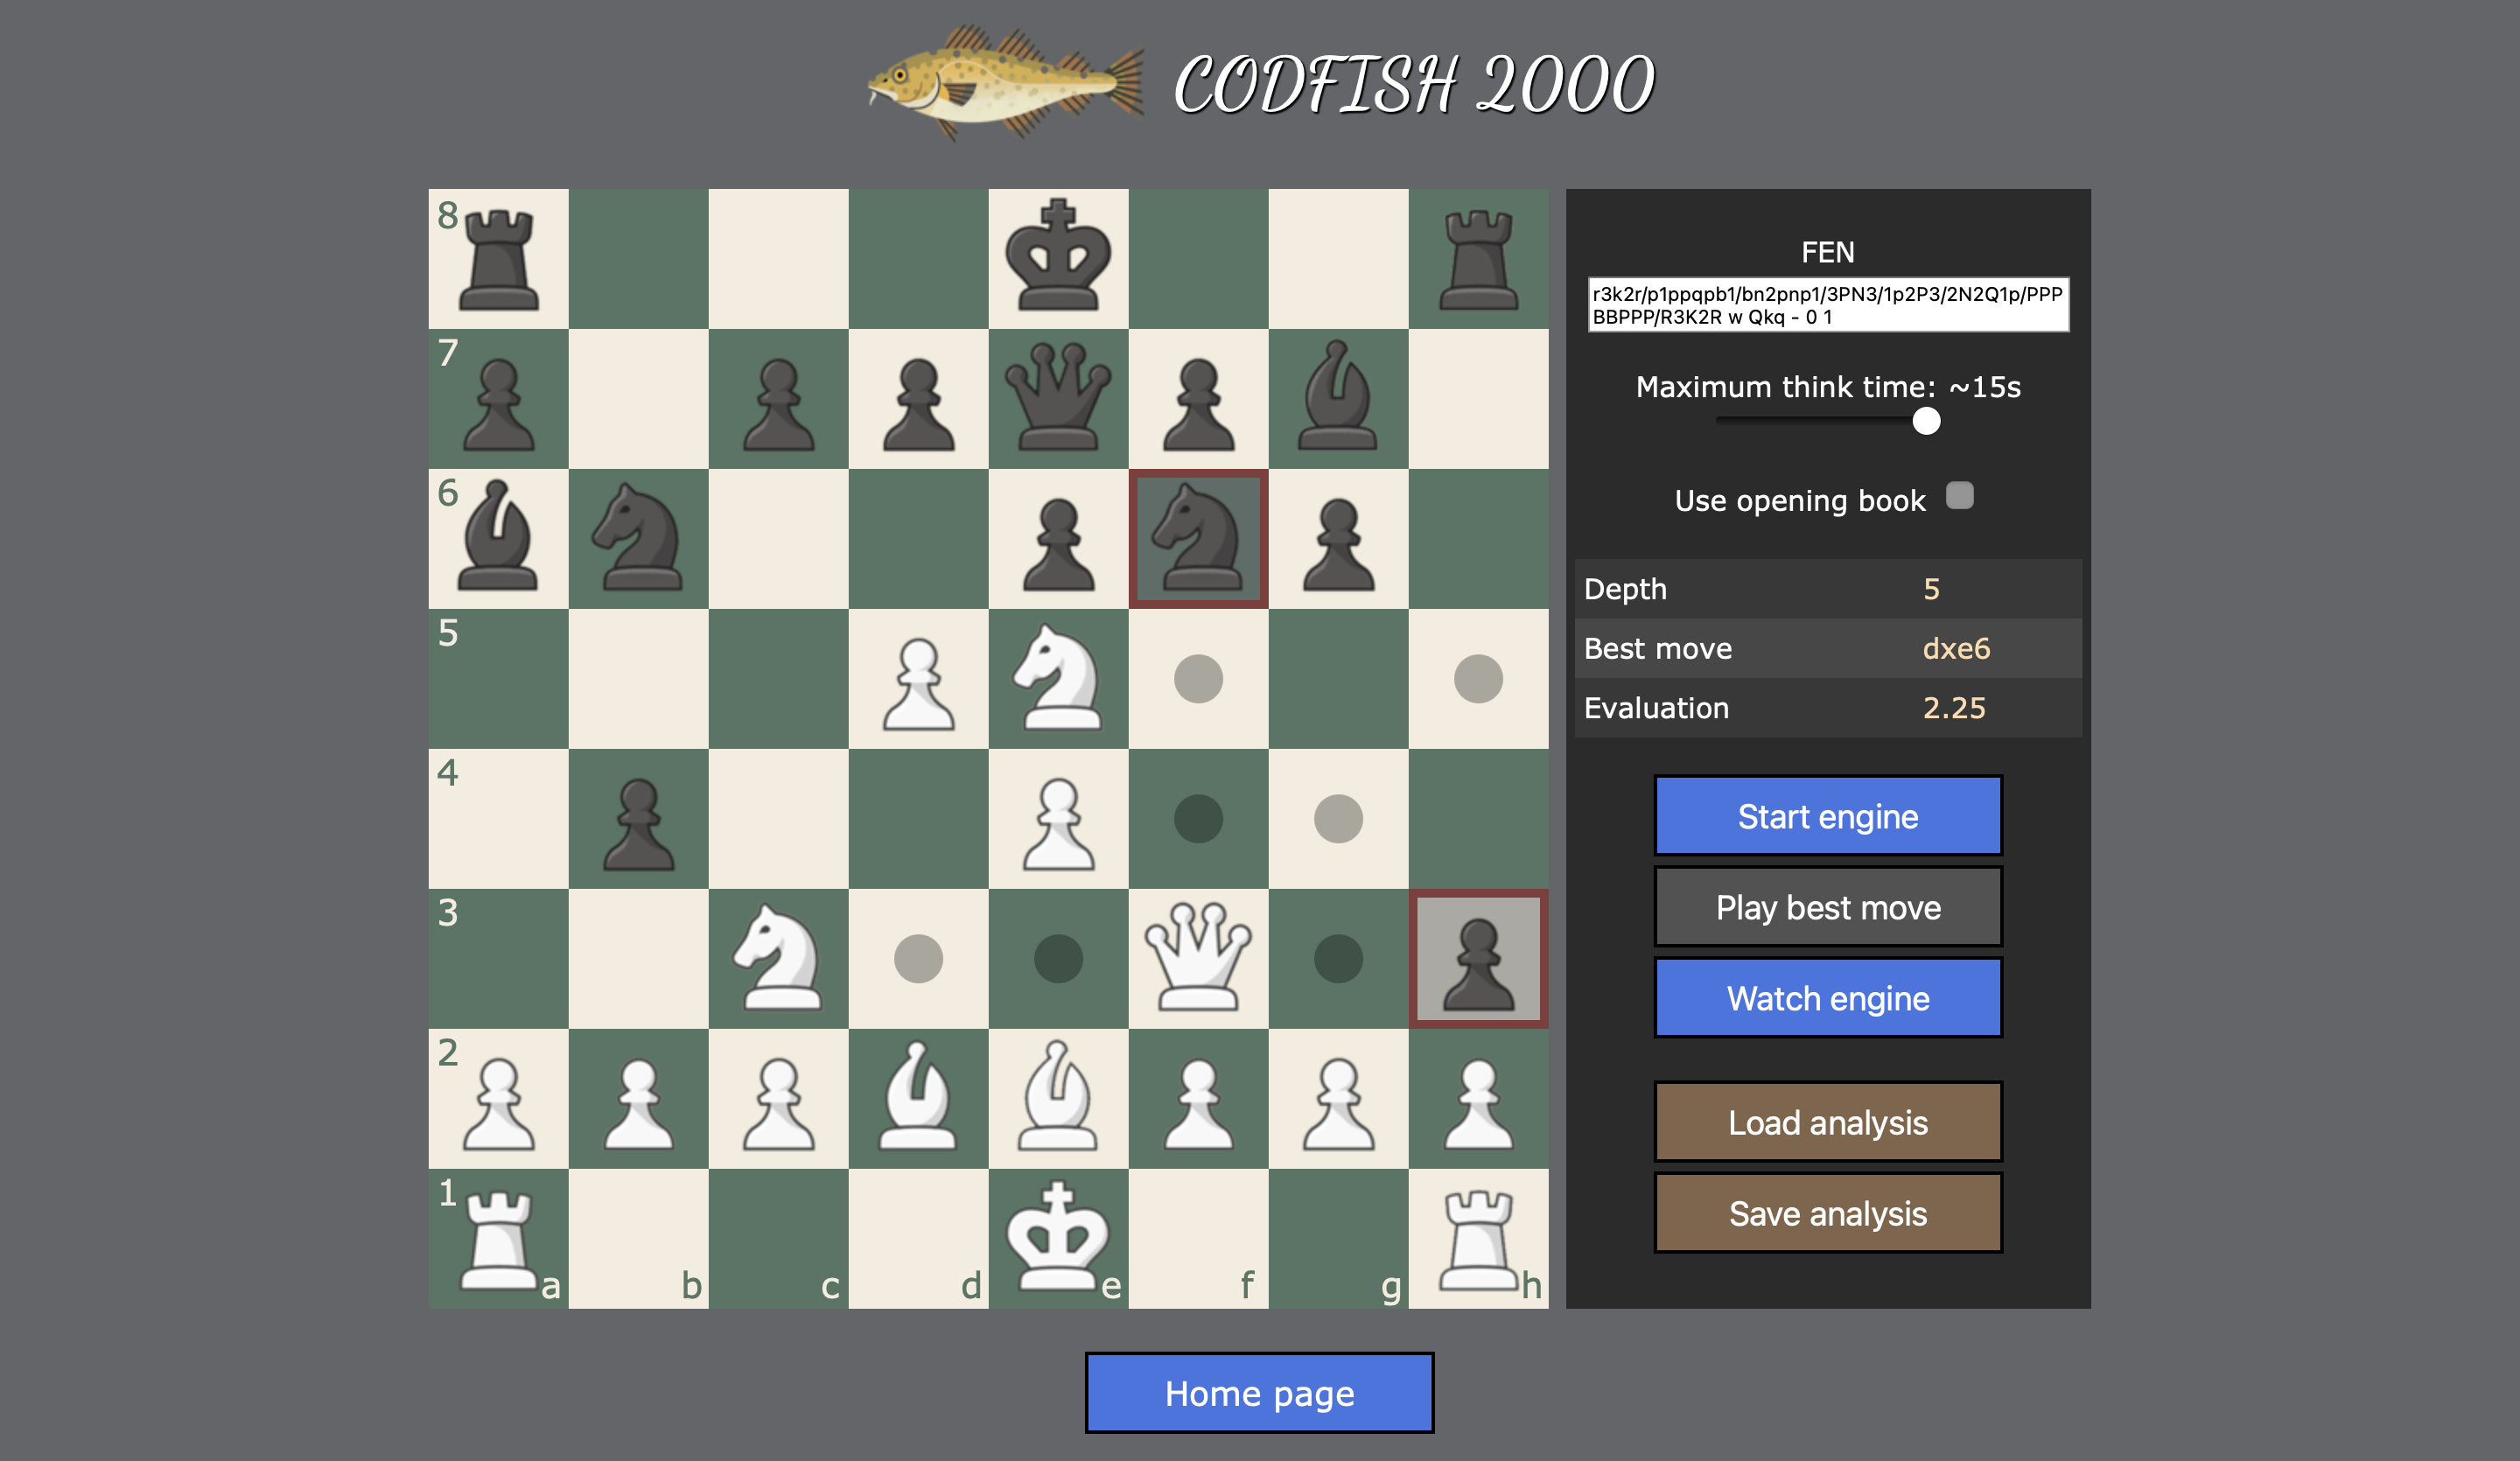 CODFISH 2000
8
7
6
5
4
3
2
1
a b c d e f g h
FEN
r3k2r/p1ppqpb1/bn2pnp1/3PN3/1p2P3/2N2Q1p/PPP
BBPPP/R3K2R w Qkq - 0 1
Maximum think time: ~15s
Use opening book
Depth 5
Best move dxe6
Evaluation 2.25
Start engine
Play best move
Watch engine
Load analysis
Save analysis
Home page